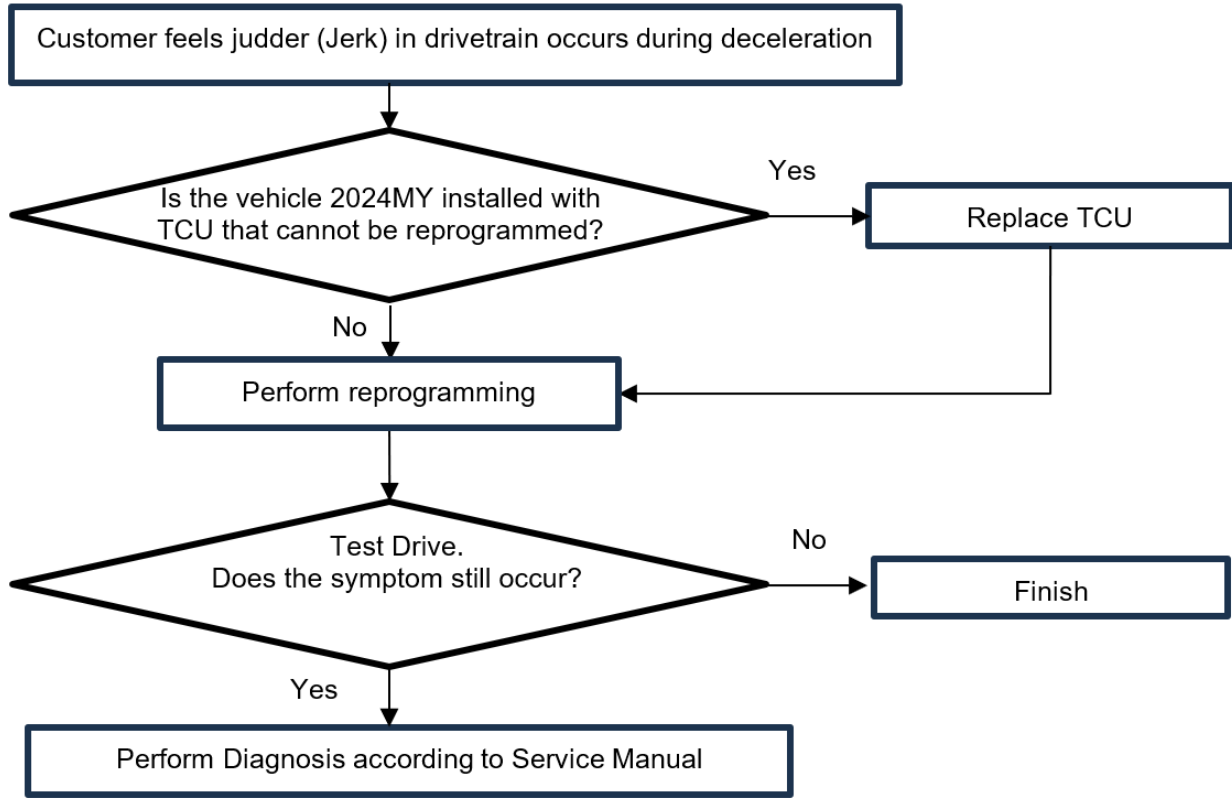 Customer feels judder (Jerk) in drivetrain occurs during deceleration
Is the vehicle 2024MY installed with
TCU that cannot be reprogrammed?
Yes
Replace TCU
No
Perform reprogramming
Test Drive.
Does the symptom still occur?
No
Finish
Yes
Perform Diagnosis according to Service Manual